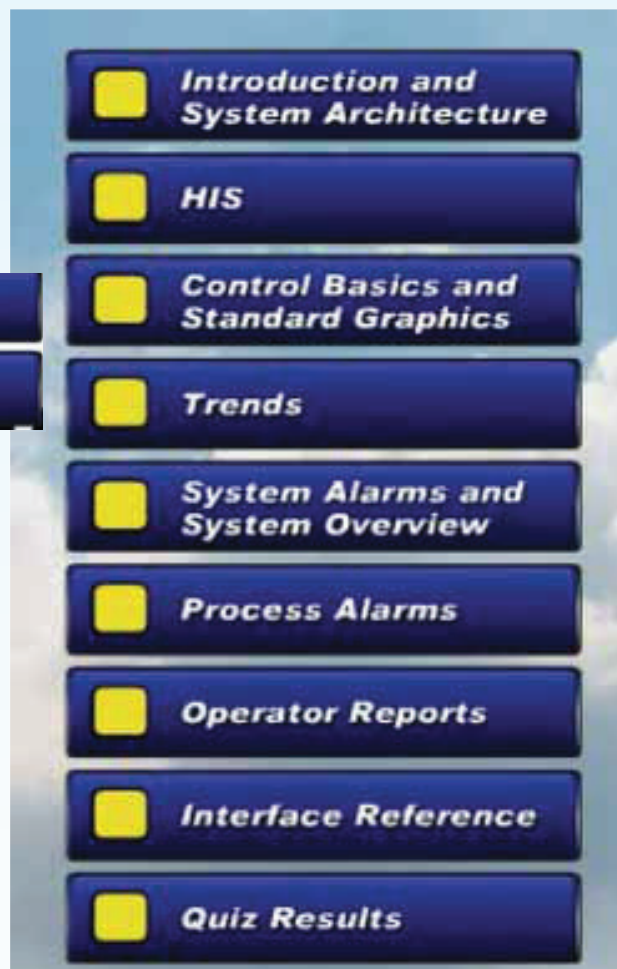 Introduction and
System Architecture
HIS
Control Basics and
Standard Graphics
Trends
System Alarms and
System Overview
Process Alarms
Operator Reports
Interface Reference
Quiz Results